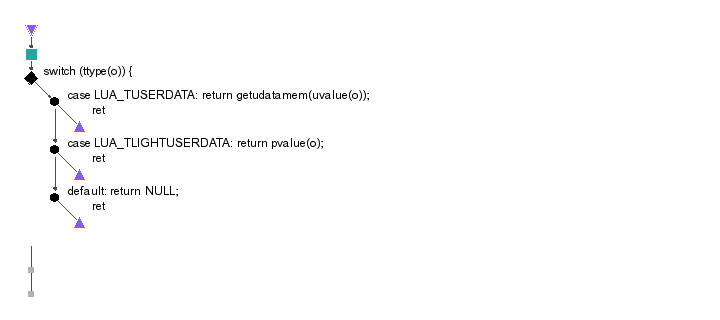 switch (ttype(o)) {
case LUA_TUSERDATA: return getudatamem(uvalue(o));
ret
case LUA_TLIGHTUSERDATA: return pvalue(o);
ret
default: return NULL;
ret